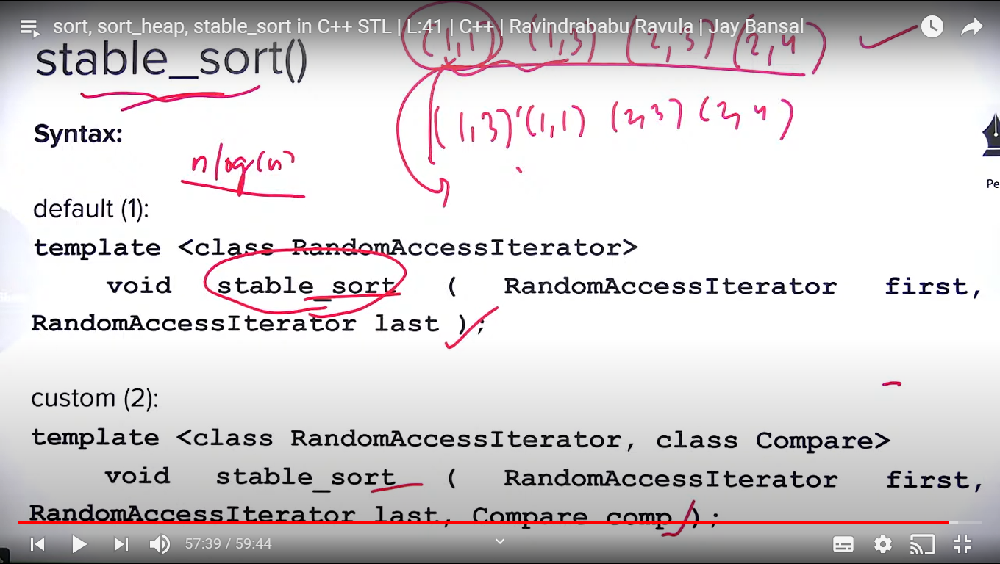 sort, sort_heap, stable_sort in C++ STL | L:41 | C++ | Ravindrababu Ravula | Jay Bansal
stable_sort()
(1,1) (1,3) (2,3) (2,4)
(1,3) (1,1) (2,3) (2,4)
Syntax:
nlog(n)
Pe
default (1):
template <class RandomAccessIterator>
void stable_sort ( RandomAccessIterator first,
RandomAccessIterator last );
custom (2):
template <class RandomAccessIterator, class Compare>
void stable_sort ( RandomAccessIterator first,
RandomAccessIterator last, Compare comp );
57:39 / 59:44